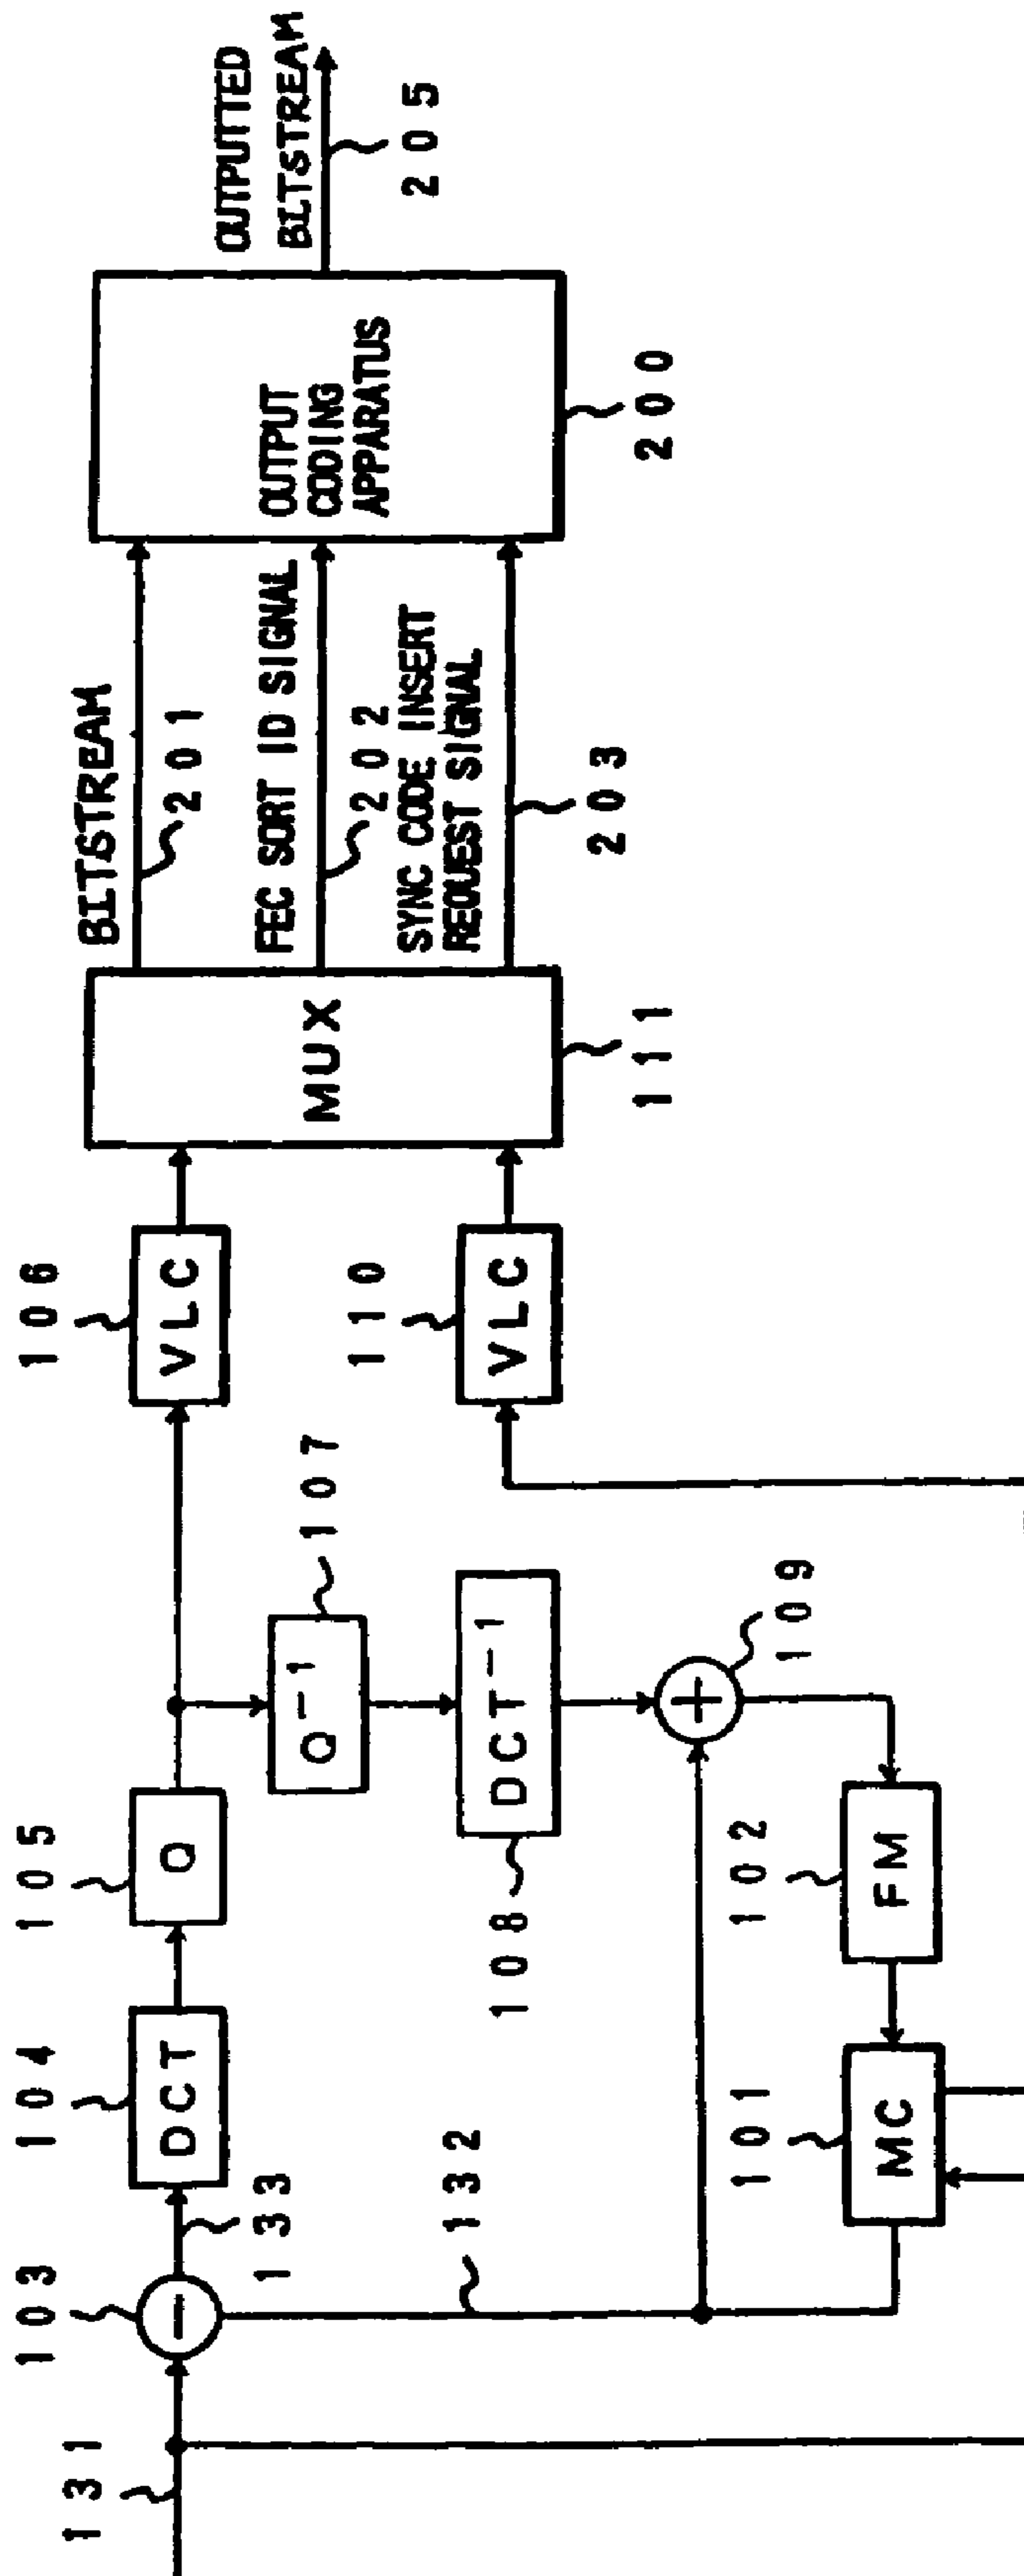 131
103
133
104
DCT
105
Q
106
VLC
BITSTREAM
201
FEC SORT ID SIGNAL
202
SYNC CODE INSERT
REQUEST SIGNAL
203
MUX
111
OUTPUT
CODING
APPARATUS
200
OUTPUTTED
BITSTREAM
205
Q⁻¹
107
110
VLC
132
108
DCT⁻¹
109
101
MC
102
FM